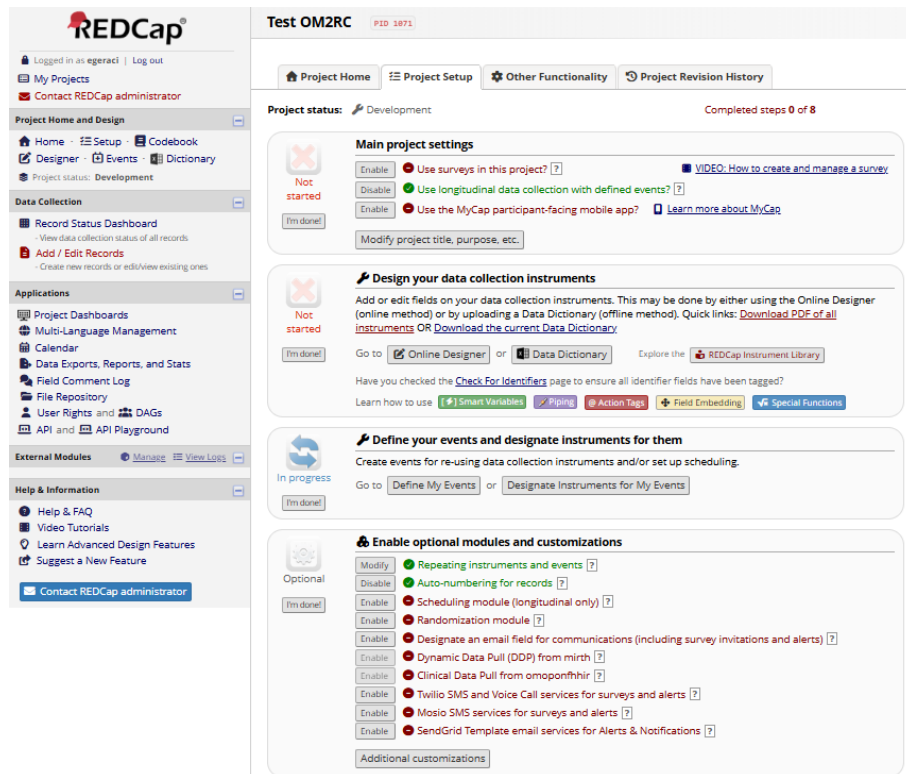 REDCap®
Logged in as egeraci | Log out
My Projects
Contact REDCap administrator
Project Home and Design
Home · Setup · Codebook
Designer · Events · Dictionary
Project status: Development
Data Collection
Record Status Dashboard
- View data collection status of all records
Add / Edit Records
- Create new records or edit/view existing ones
Applications
Project Dashboards
Multi-Language Management
Calendar
Data Exports, Reports, and Stats
Field Comment Log
File Repository
User Rights and DAGs
API and API Playground
External Modules Manage View Logs
Help & Information
Help & FAQ
Video Tutorials
Learn Advanced Design Features
Suggest a New Feature
Contact REDCap administrator
Test OM2RC PID 1071
Project Home Project Setup Other Functionality Project Revision History
Project status: Development Completed steps 0 of 8
Not started
I'm done!
Main project settings
Enable Use surveys in this project? ? VIDEO: How to create and manage a survey
Disable Use longitudinal data collection with defined events? ?
Enable Use the MyCap participant-facing mobile app? Learn more about MyCap
Modify project title, purpose, etc.
Not started
I'm done!
Design your data collection instruments
Add or edit fields on your data collection instruments. This may be done by either using the Online Designer
(online method) or by uploading a Data Dictionary (offline method). Quick links: Download PDF of all
instruments OR Download the current Data Dictionary
Go to Online Designer or Data Dictionary Explore the REDCap Instrument Library
Have you checked the Check For Identifiers page to ensure all identifier fields have been tagged?
Learn how to use [⚡] Smart Variables Piping @ Action Tags Field Embedding Special Functions
In progress
I'm done!
Define your events and designate instruments for them
Create events for re-using data collection instruments and/or set up scheduling.
Go to Define My Events or Designate Instruments for My Events
Optional
I'm done!
Enable optional modules and customizations
Modify Repeating instruments and events ?
Disable Auto-numbering for records ?
Enable Scheduling module (longitudinal only) ?
Enable Randomization module ?
Enable Designate an email field for communications (including survey invitations and alerts) ?
Enable Dynamic Data Pull (DDP) from mirth ?
Enable Clinical Data Pull from omoponfhhir ?
Enable Twilio SMS and Voice Call services for surveys and alerts ?
Enable Mosio SMS services for surveys and alerts ?
Enable SendGrid Template email services for Alerts & Notifications ?
Additional customizations